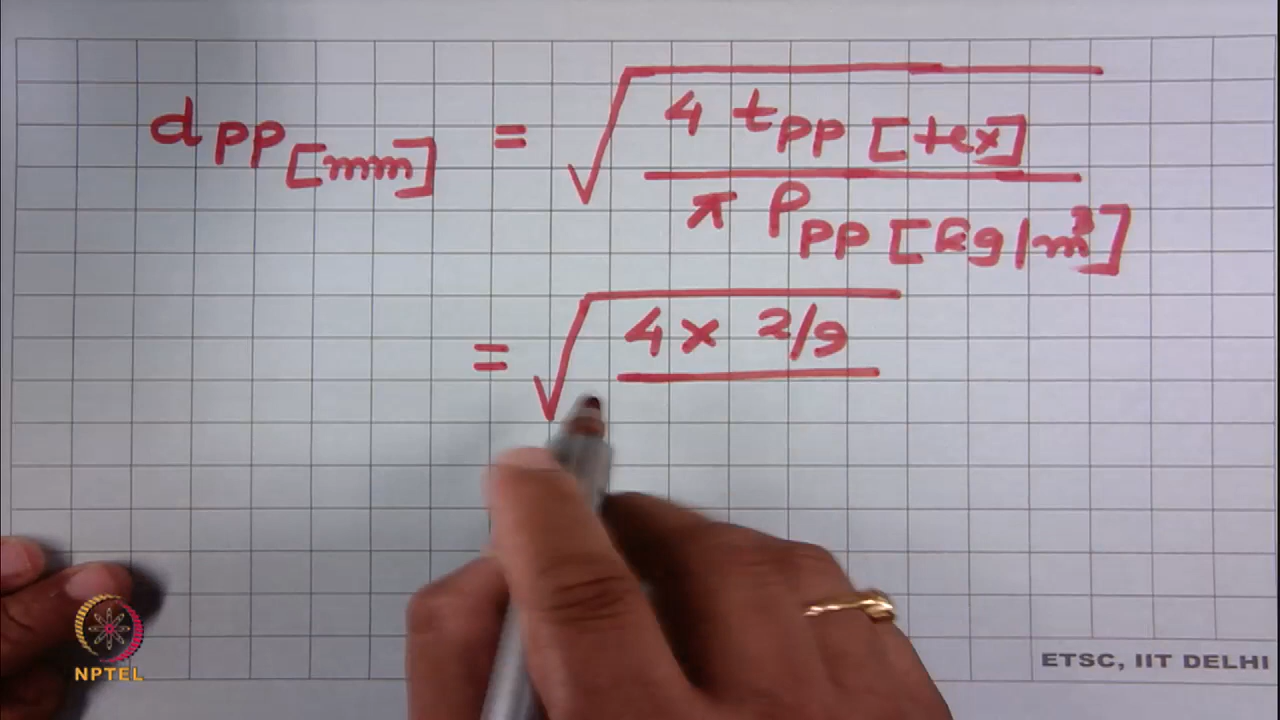 dpp[mm] = √ 4 tpp [tex]
π ρpp [kg/m³]
= √ 4 x 2/9
NPTEL
ETSC, IIT DELHI